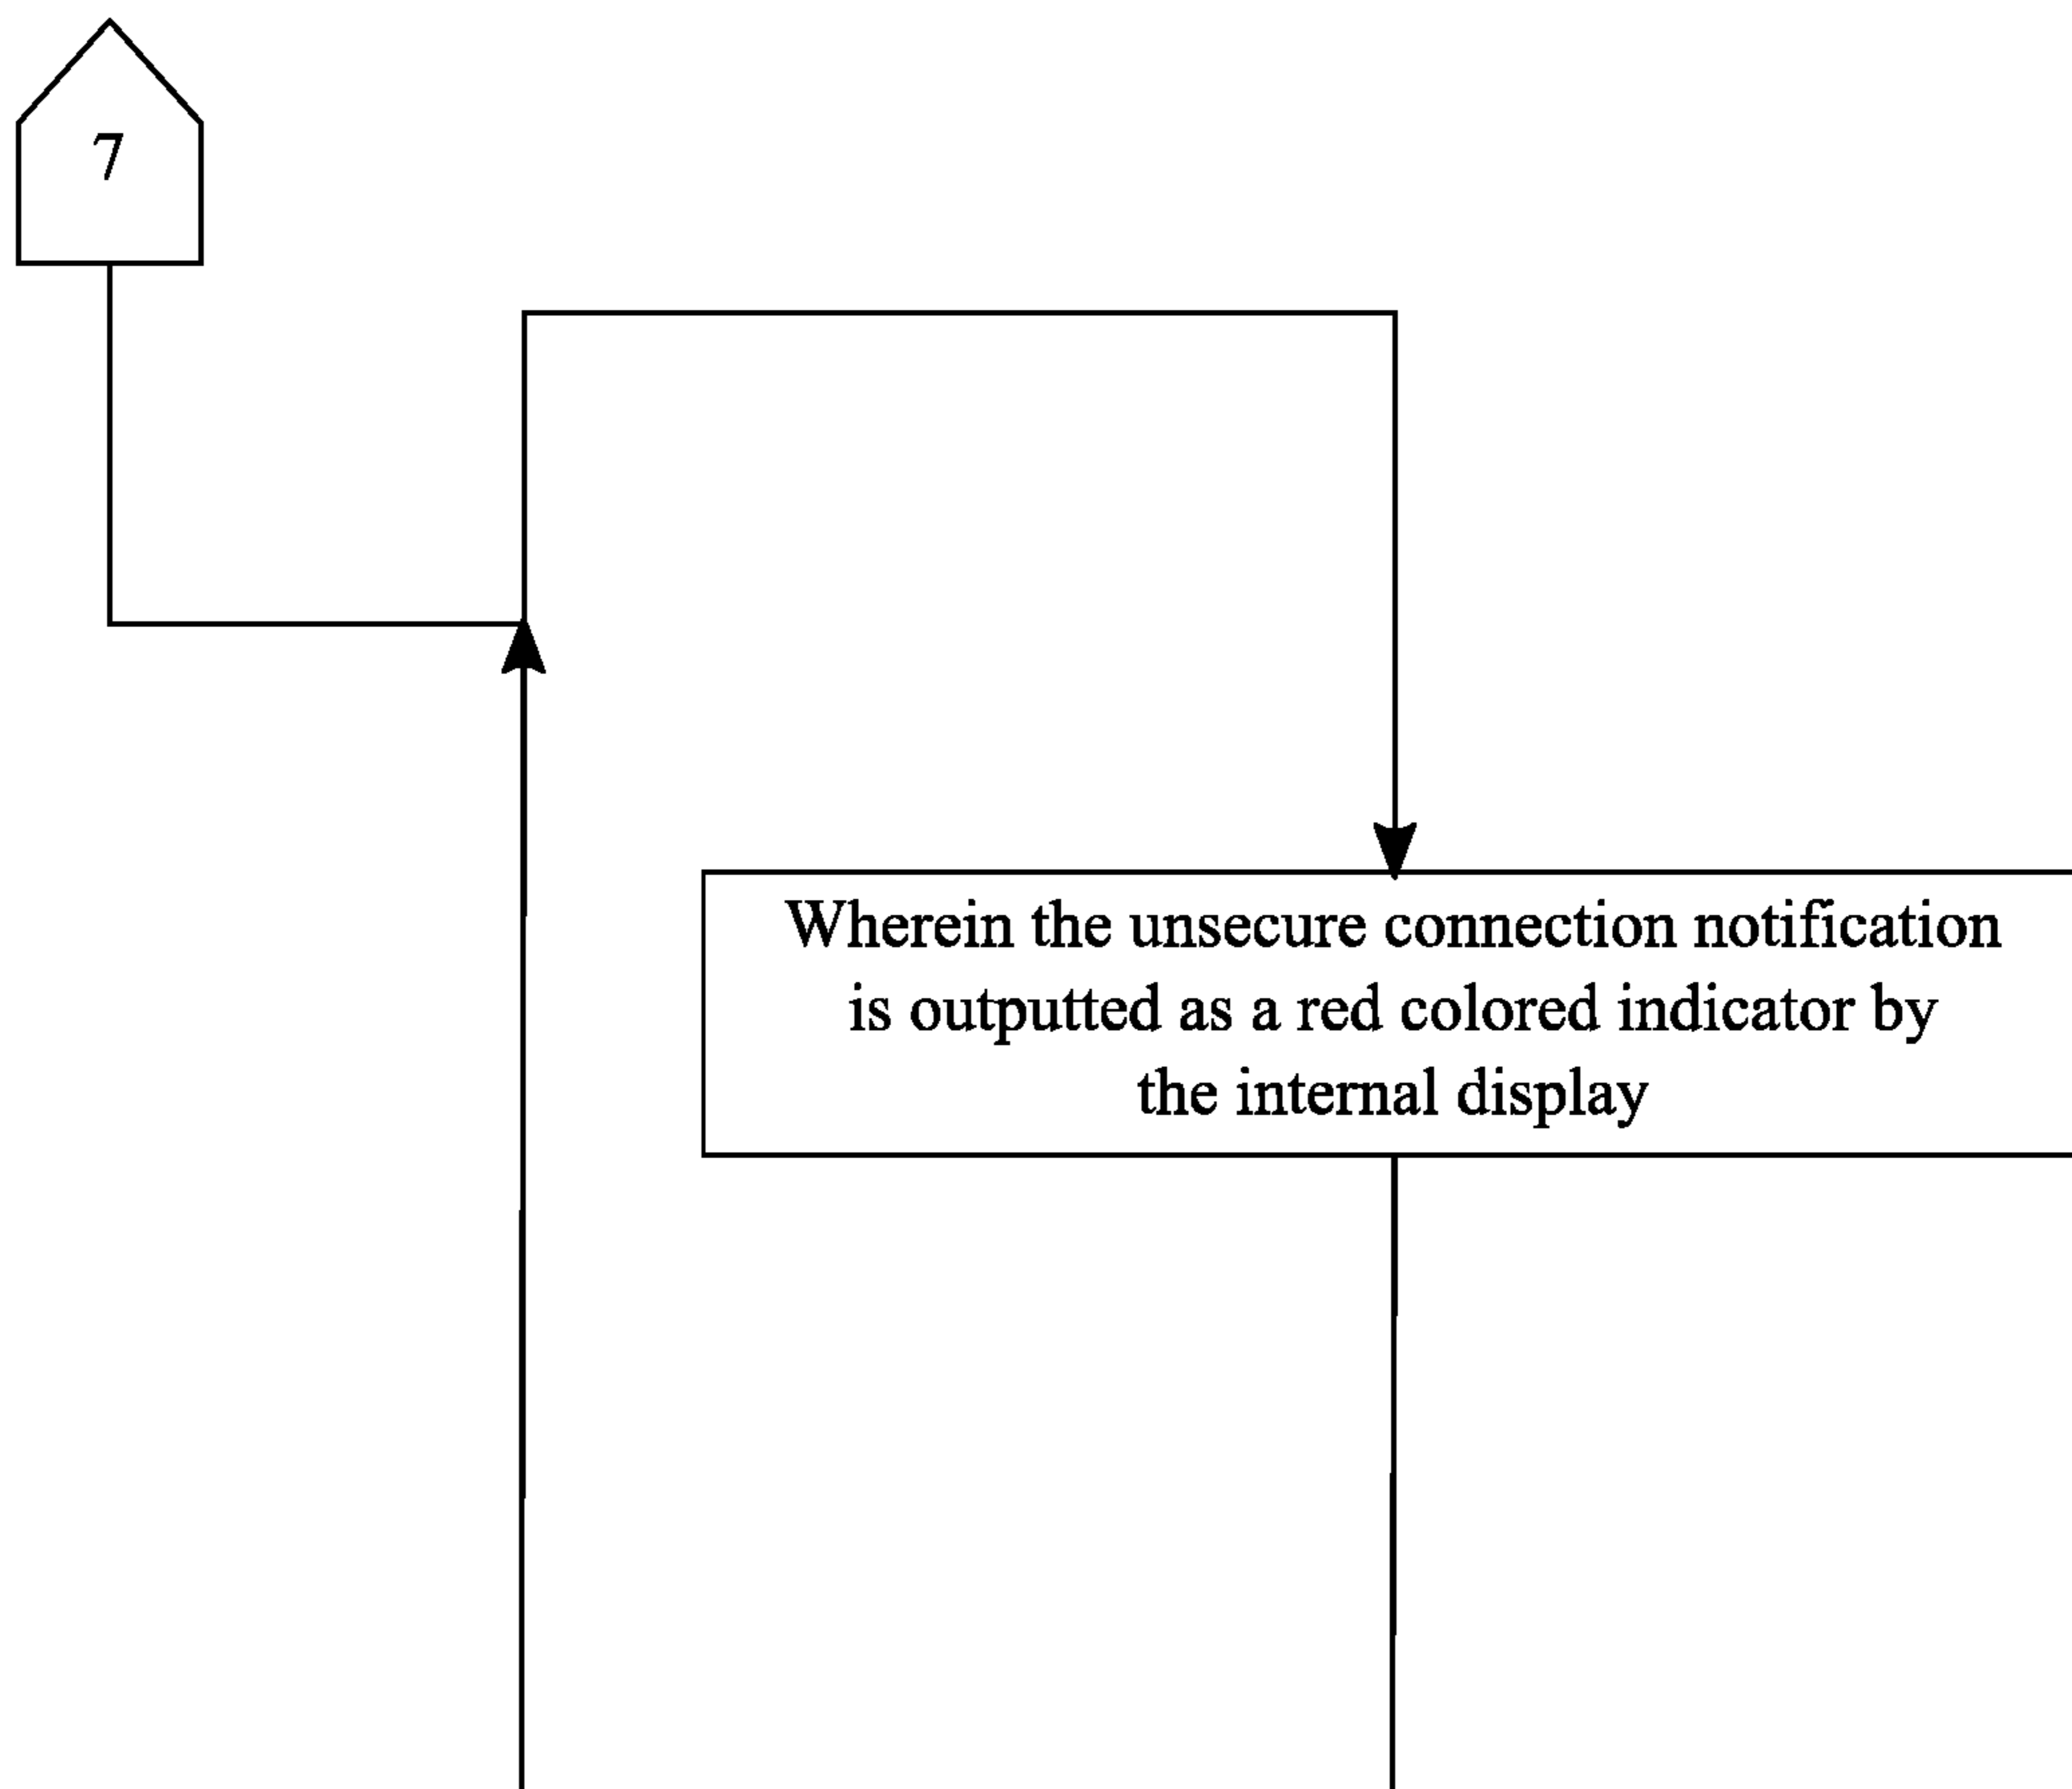 7
Wherein the unsecure connection notification
is outputted as a red colored indicator by
the internal display